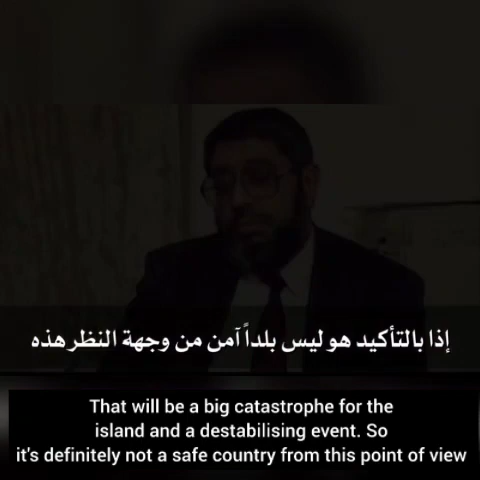 إذا بالتأكيد هو ليس بلداً آمن من وجهة النظر هذه
That will be a big catastrophe for the
island and a destabilising event. So
it's definitely not a safe country from this point of view